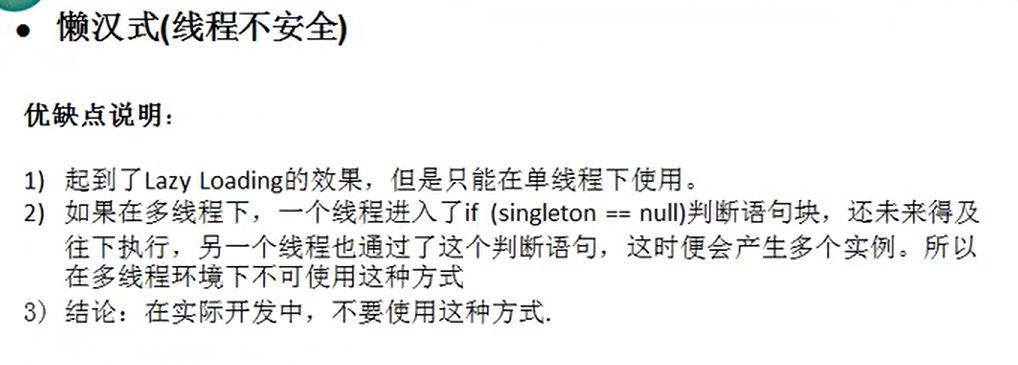 • 懒汉式(线程不安全)
优缺点说明：
1) 起到了Lazy Loading的效果，但是只能在单线程下使用。
2) 如果在多线程下，一个线程进入了if (singleton == null)判断语句块，还未来得及
往下执行，另一个线程也通过了这个判断语句，这时便会产生多个实例。所以
在多线程环境下不可使用这种方式
3) 结论：在实际开发中，不要使用这种方式.